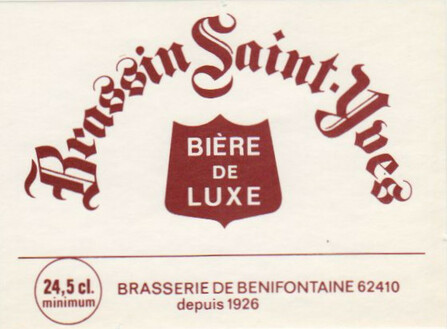 Brassin Saint-Yves
BIÈRE
DE
LUXE
24,5 cl.
minimum
BRASSERIE DE BENIFONTAINE 62410
depuis 1926